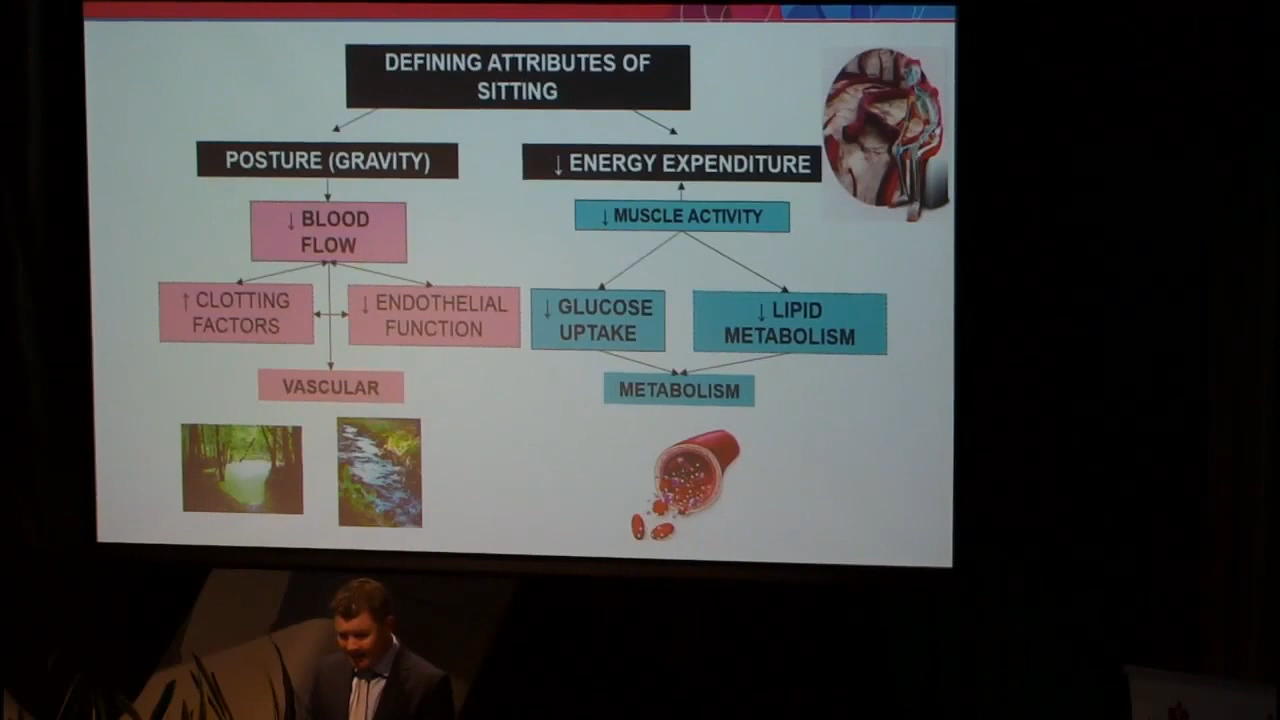 DEFINING ATTRIBUTES OF
SITTING
POSTURE (GRAVITY)
↓ ENERGY EXPENDITURE
↓ BLOOD
FLOW
↓ MUSCLE ACTIVITY
↑ CLOTTING
FACTORS
↓ ENDOTHELIAL
FUNCTION
↓ GLUCOSE
UPTAKE
↓ LIPID
METABOLISM
VASCULAR
METABOLISM